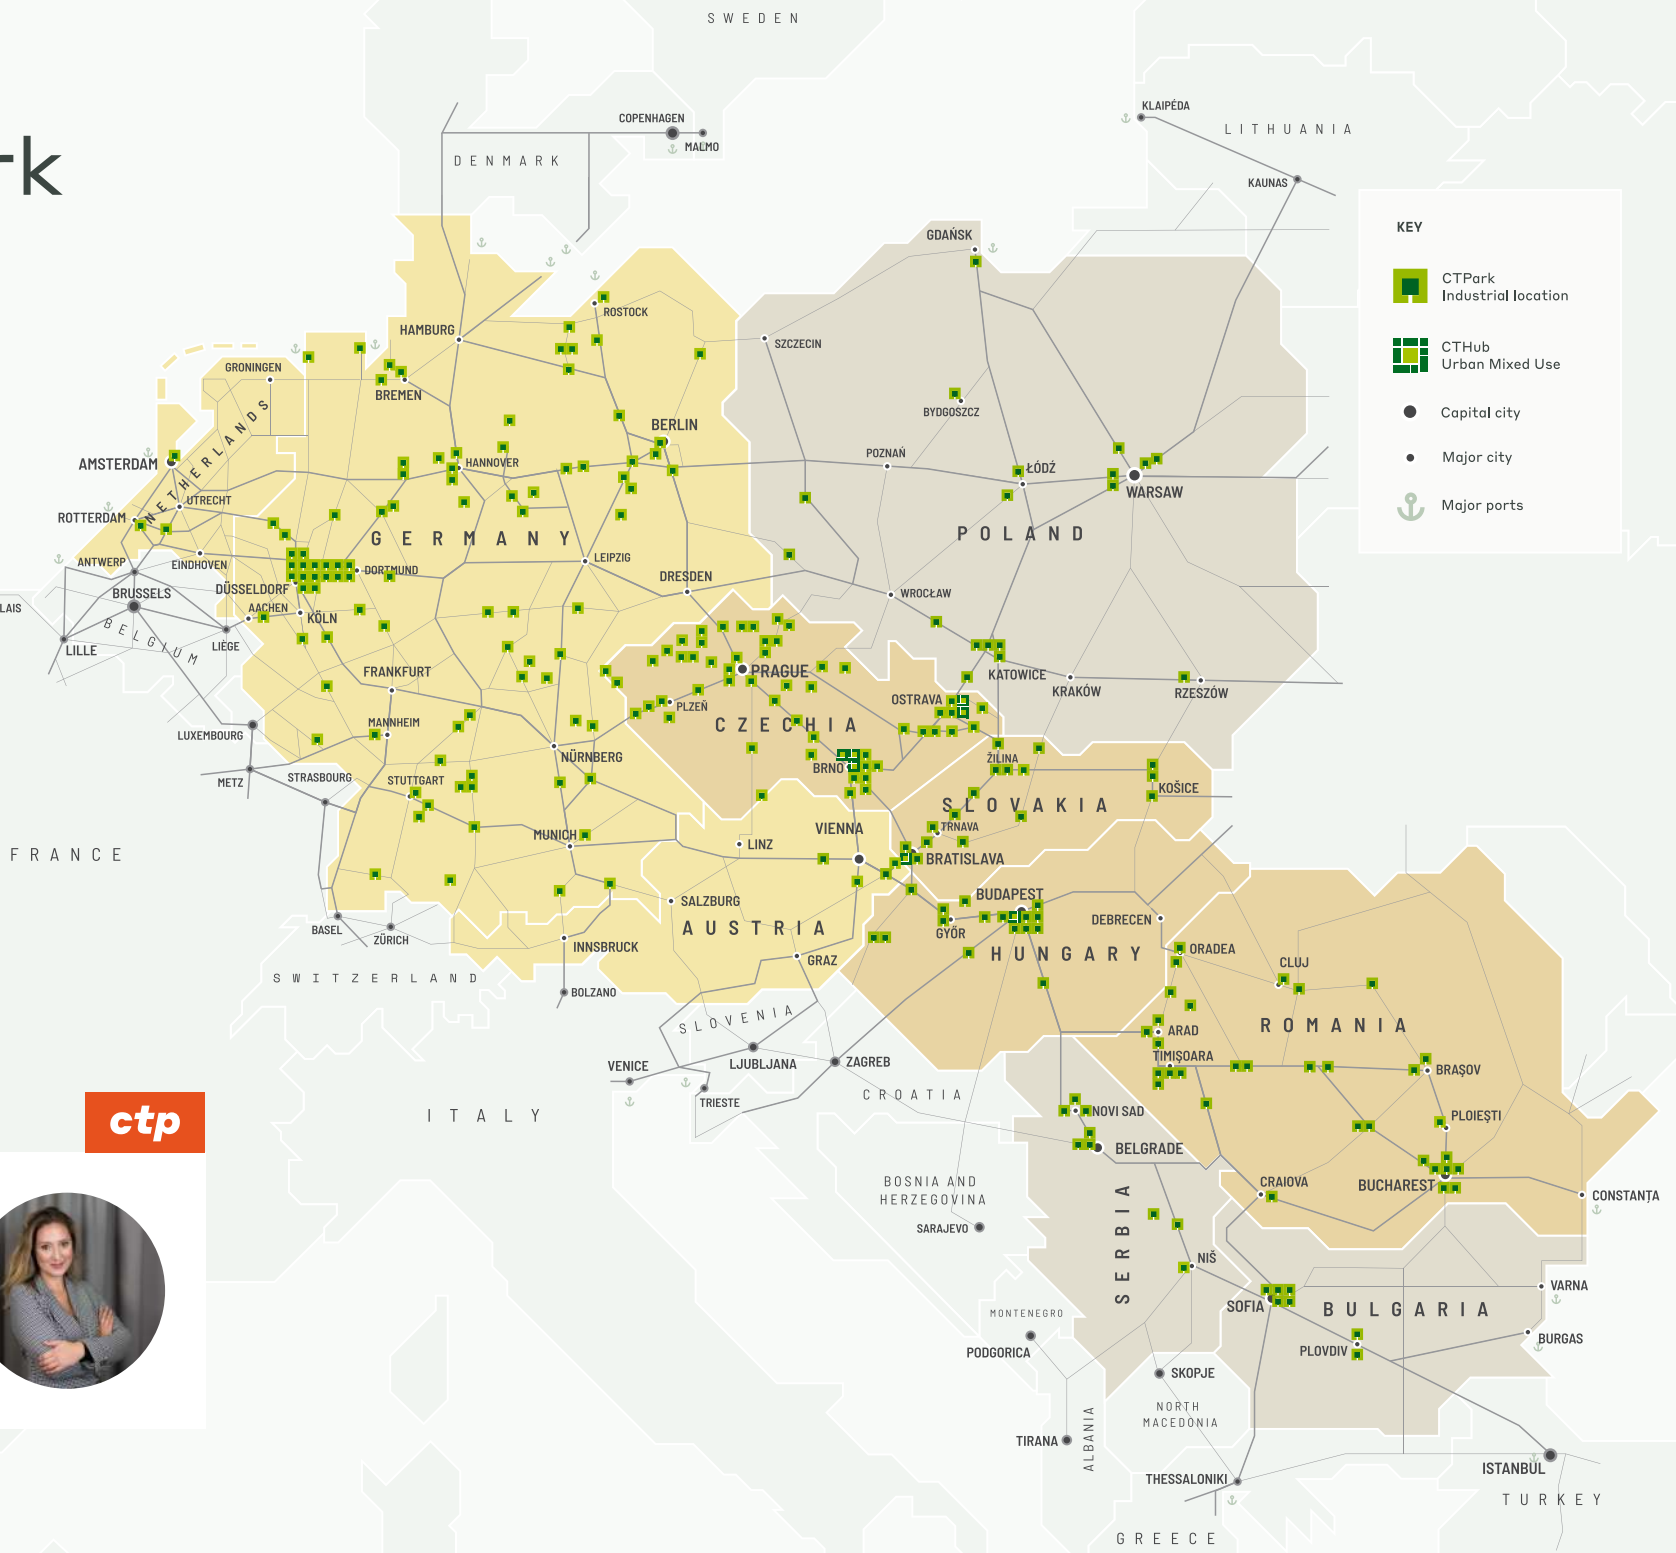 rk
SWEDEN
COPENHAGEN
MALMO
DENMARK
KLAIPĖDA
LITHUANIA
KAUNAS
KEY
CTPark
Industrial location
CTHub
Urban Mixed Use
Capital city
Major city
Major ports
GDAŃSK
ROSTOCK
HAMBURG
SZCZECIN
GRONINGEN
BREMEN
BYDGOSZCZ
BERLIN
NETHERLANDS
AMSTERDAM
HANNOVER
POZNAŃ
ŁÓDŹ
WARSAW
UTRECHT
ROTTERDAM
GERMANY
POLAND
ANTWERP
EINDHOVEN
LEIPZIG
DORTMUND
DRESDEN
DÜSSELDORF
BRUSSELS
WROCŁAW
LAIS
AACHEN
KÖLN
BELGIUM
LIÈGE
LILLE
FRANKFURT
PRAGUE
KATOWICE
KRAKÓW
RZESZÓW
OSTRAVA
PLZEŇ
CZECHIA
MANNHEIM
LUXEMBOURG
NÜRNBERG
ŽILINA
BRNO
METZ
STRASBOURG
STUTTGART
KOŠICE
SLOVAKIA
TRNAVA
VIENNA
MUNICH
LINZ
FRANCE
BRATISLAVA
BUDAPEST
SALZBURG
DEBRECEN
BASEL
ZÜRICH
AUSTRIA
GYŐR
INNSBRUCK
ORADEA
HUNGARY
GRAZ
CLUJ
SWITZERLAND
BOLZANO
SLOVENIA
ROMANIA
ARAD
TIMIȘOARA
VENICE
LJUBLJANA
ZAGREB
BRAȘOV
CROATIA
TRIESTE
NOVI SAD
ITALY
PLOIEȘTI
ctp
BELGRADE
BOSNIA AND
HERZEGOVINA
CRAIOVA
BUCHAREST
CONSTANȚA
SARAJEVO
SERBIA
NIŠ
VARNA
SOFIA
BULGARIA
MONTENEGRO
BURGAS
PODGORICA
PLOVDIV
SKOPJE
NORTH
MACEDONIA
TIRANA
ALBANIA
ISTANBUL
THESSALONIKI
TURKEY
GREECE